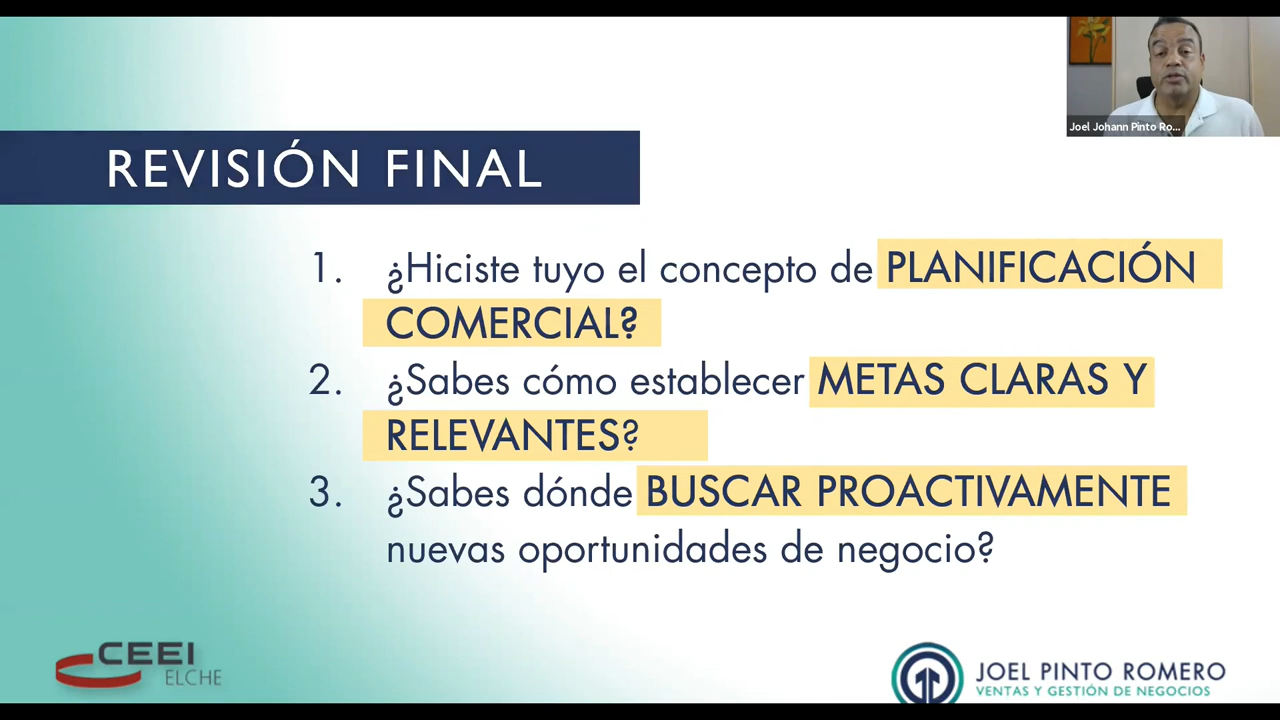 Joel Johann Pinto Ro...
REVISIÓN FINAL
1. ¿Hiciste tuyo el concepto de PLANIFICACIÓN
COMERCIAL?
2. ¿Sabes cómo establecer METAS CLARAS Y
RELEVANTES?
3. ¿Sabes dónde BUSCAR PROACTIVAMENTE
nuevas oportunidades de negocio?
CEEI
ELCHE
JOEL PINTO ROMERO
VENTAS Y GESTIÓN DE NEGOCIOS